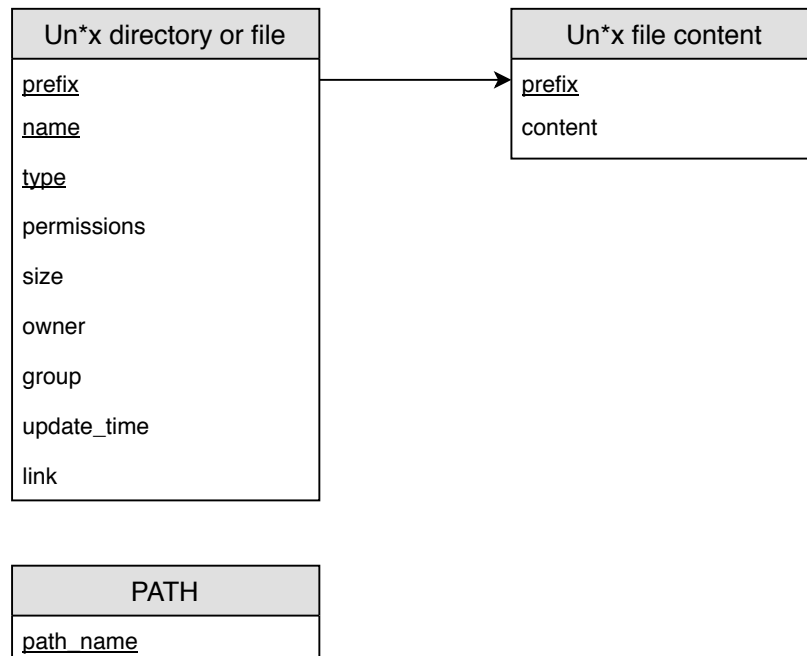 Un*x directory or file
prefix
name
type
permissions
size
owner
group
update_time
link
Un*x file content
prefix
content
PATH
path_name